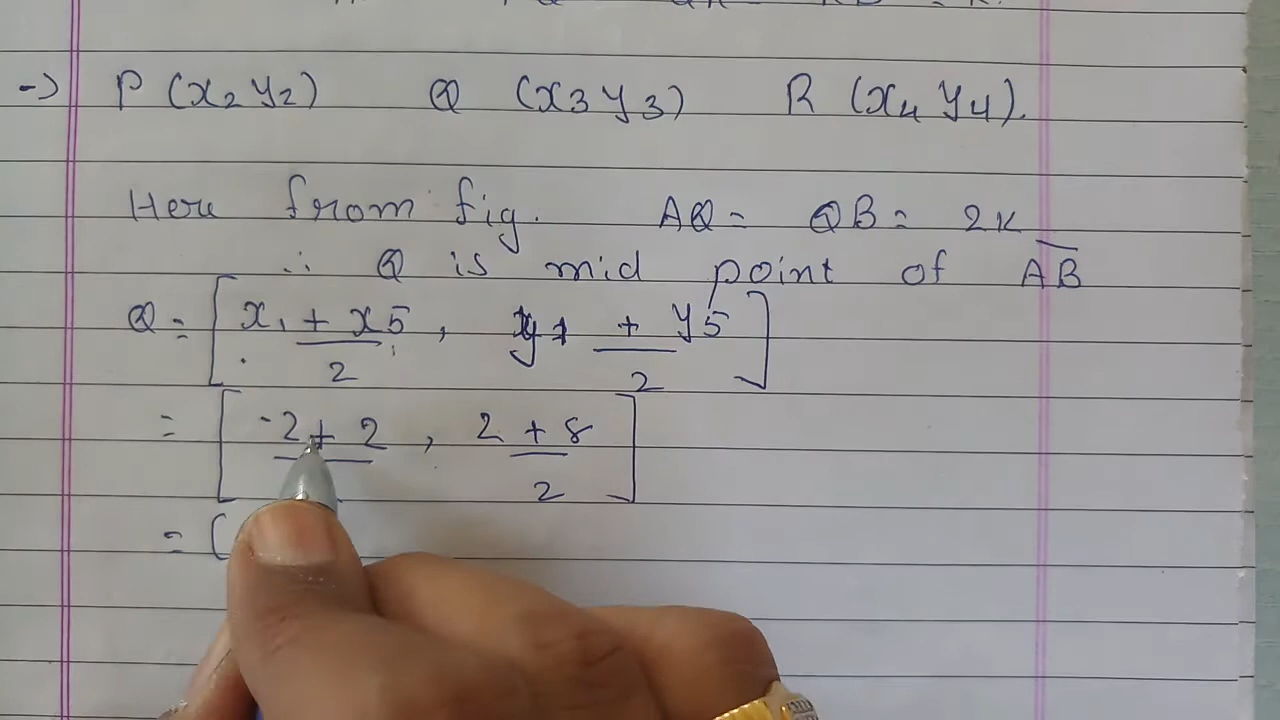 -> P (x2 y2) Q (x3 y3) R (x4 y4).
Here from fig. AQ = QB = 2K
∴ Q is mid point of AB
Q = [x1 + x5 / 2, y1 + y5 / 2]
= [-2 + 2, 2 + 8 / 2]
= (